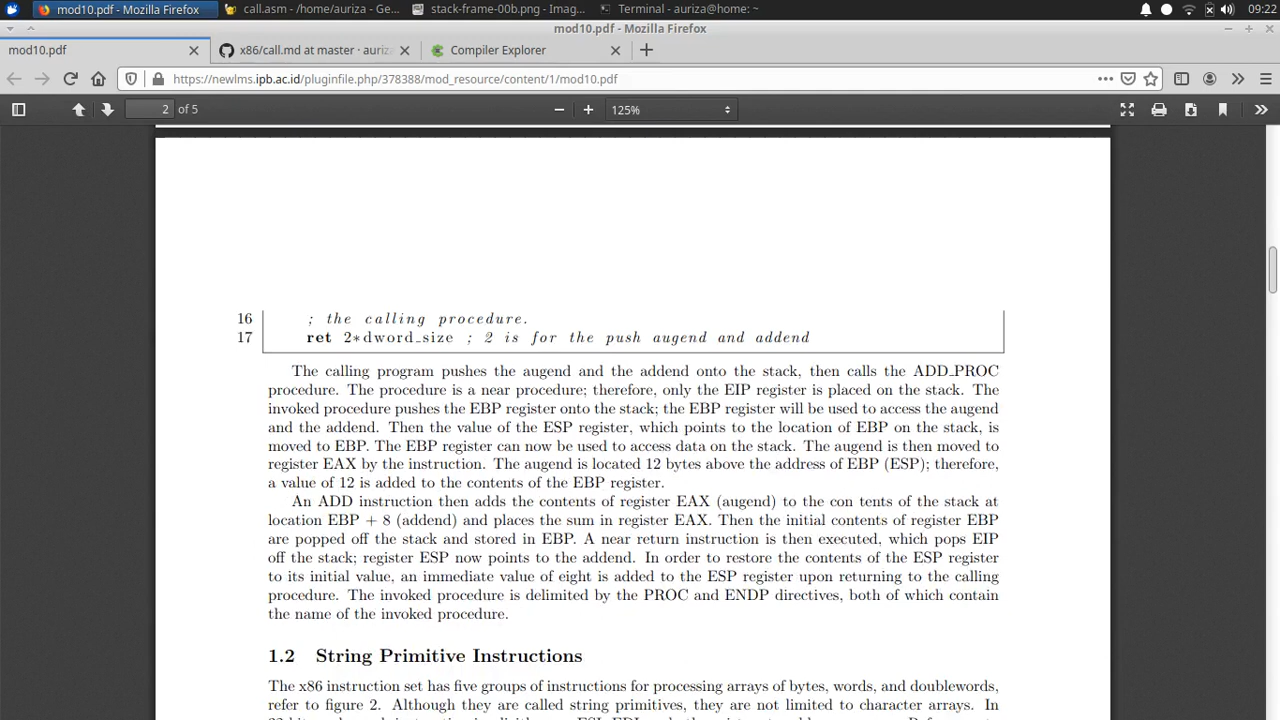 mod10.pdf - Mozilla Firefox
call.asm - /home/auriza - Ge...
stack-frame-00b.png - Imag...
Terminal - auriza@home: ~
09:22
mod10.pdf - Mozilla Firefox
mod10.pdf
x86/call.md at master · auriza
Compiler Explorer
https://newlms.ipb.ac.id/pluginfile.php/378388/mod_resource/content/1/mod10.pdf
2 of 5
125%
16 ; the calling procedure.
17 ret 2*dword_size ; 2 is for the push augend and addend
The calling program pushes the augend and the addend onto the stack, then calls the ADD_PROC
procedure. The procedure is a near procedure; therefore, only the EIP register is placed on the stack. The
invoked procedure pushes the EBP register onto the stack; the EBP register will be used to access the augend
and the addend. Then the value of the ESP register, which points to the location of EBP on the stack, is
moved to EBP. The EBP register can now be used to access data on the stack. The augend is then moved to
register EAX by the instruction. The augend is located 12 bytes above the address of EBP (ESP); therefore,
a value of 12 is added to the contents of the EBP register.
An ADD instruction then adds the contents of register EAX (augend) to the con tents of the stack at
location EBP + 8 (addend) and places the sum in register EAX. Then the initial contents of register EBP
are popped off the stack and stored in EBP. A near return instruction is then executed, which pops EIP
off the stack; register ESP now points to the addend. In order to restore the contents of the ESP register
to its initial value, an immediate value of eight is added to the ESP register upon returning to the calling
procedure. The invoked procedure is delimited by the PROC and ENDP directives, both of which contain
the name of the invoked procedure.
1.2 String Primitive Instructions
The x86 instruction set has five groups of instructions for processing arrays of bytes, words, and doublewords,
refer to figure 2. Although they are called string primitives, they are not limited to character arrays. In